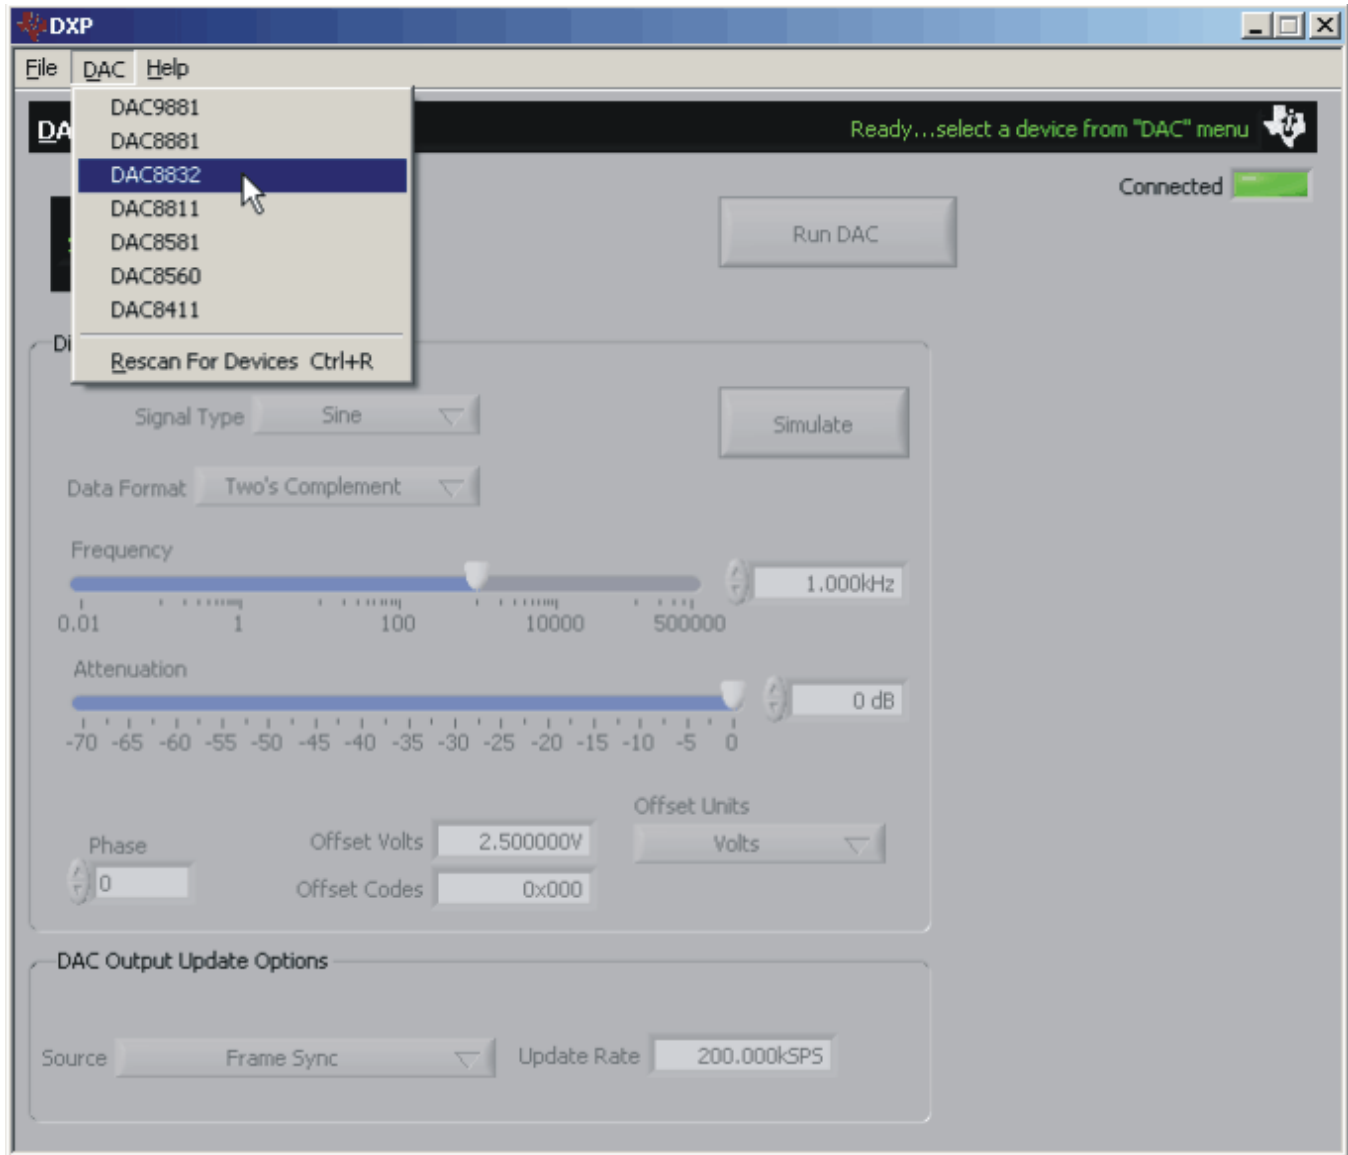 DXP
File DAC Help
DAC9881
DAC8881
DAC8832
DAC8811
DAC8581
DAC8560
DAC8411
Rescan For Devices Ctrl+R
DA
Ready...select a device from "DAC" menu
Connected
Run DAC
Di
Signal Type Sine
Simulate
Data Format Two's Complement
Frequency
1.000kHz
0.01 1 100 10000 500000
Attenuation
0 dB
-70 -65 -60 -55 -50 -45 -40 -35 -30 -25 -20 -15 -10 -5 0
Offset Units
Phase Offset Volts 2.500000V Volts
0 Offset Codes 0x000
DAC Output Update Options
Source Frame Sync Update Rate 200.000kSPS